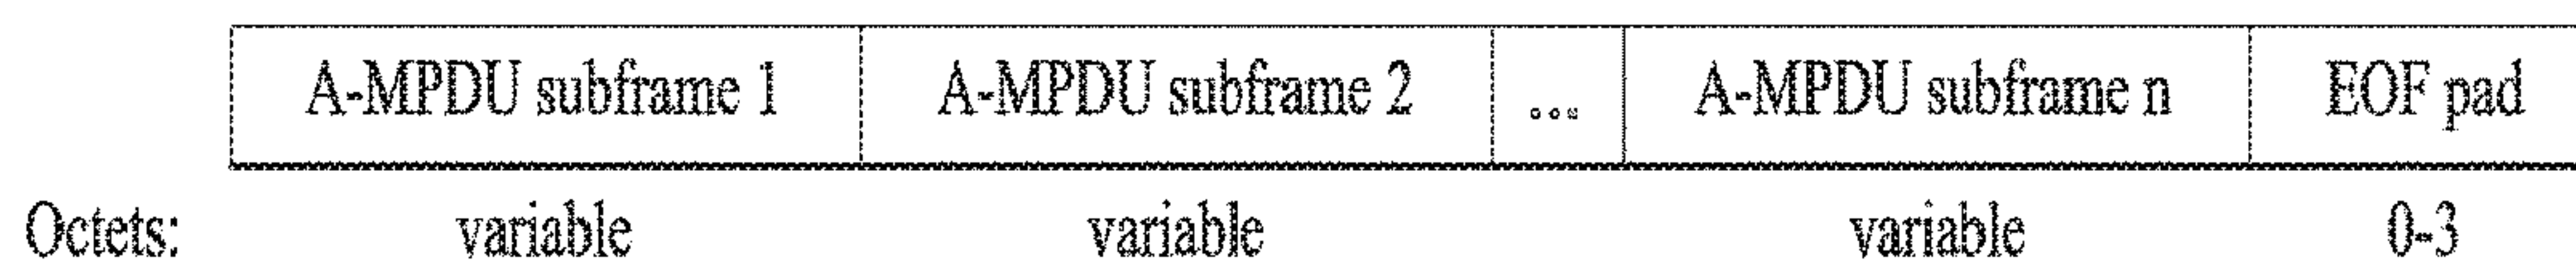 A-MPDU subframe 1 A-MPDU subframe 2 ... A-MPDU subframe n EOF pad
Octets: variable variable variable 0-3